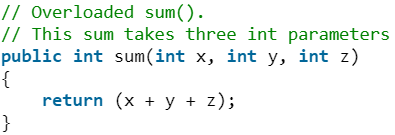 // Overloaded sum().
// This sum takes three int parameters
public int sum(int x, int y, int z)
{
    return (x + y + z);
}